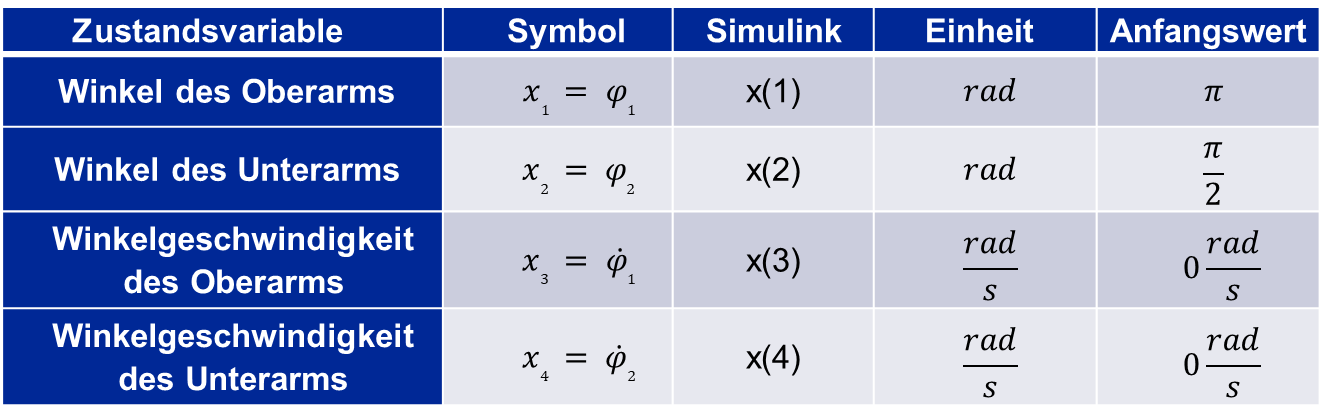 Zustandsvariable Symbol Simulink Einheit Anfangswert
Winkel des Oberarms x₁ = φ₁ x(1) rad π
Winkel des Unterarms x₂ = φ₂ x(2) rad π/2
Winkelgeschwindigkeit
des Oberarms x₃ = φ̇₁ x(3) rad/s 0 rad/s
Winkelgeschwindigkeit
des Unterarms x₄ = φ̇₂ x(4) rad/s 0 rad/s